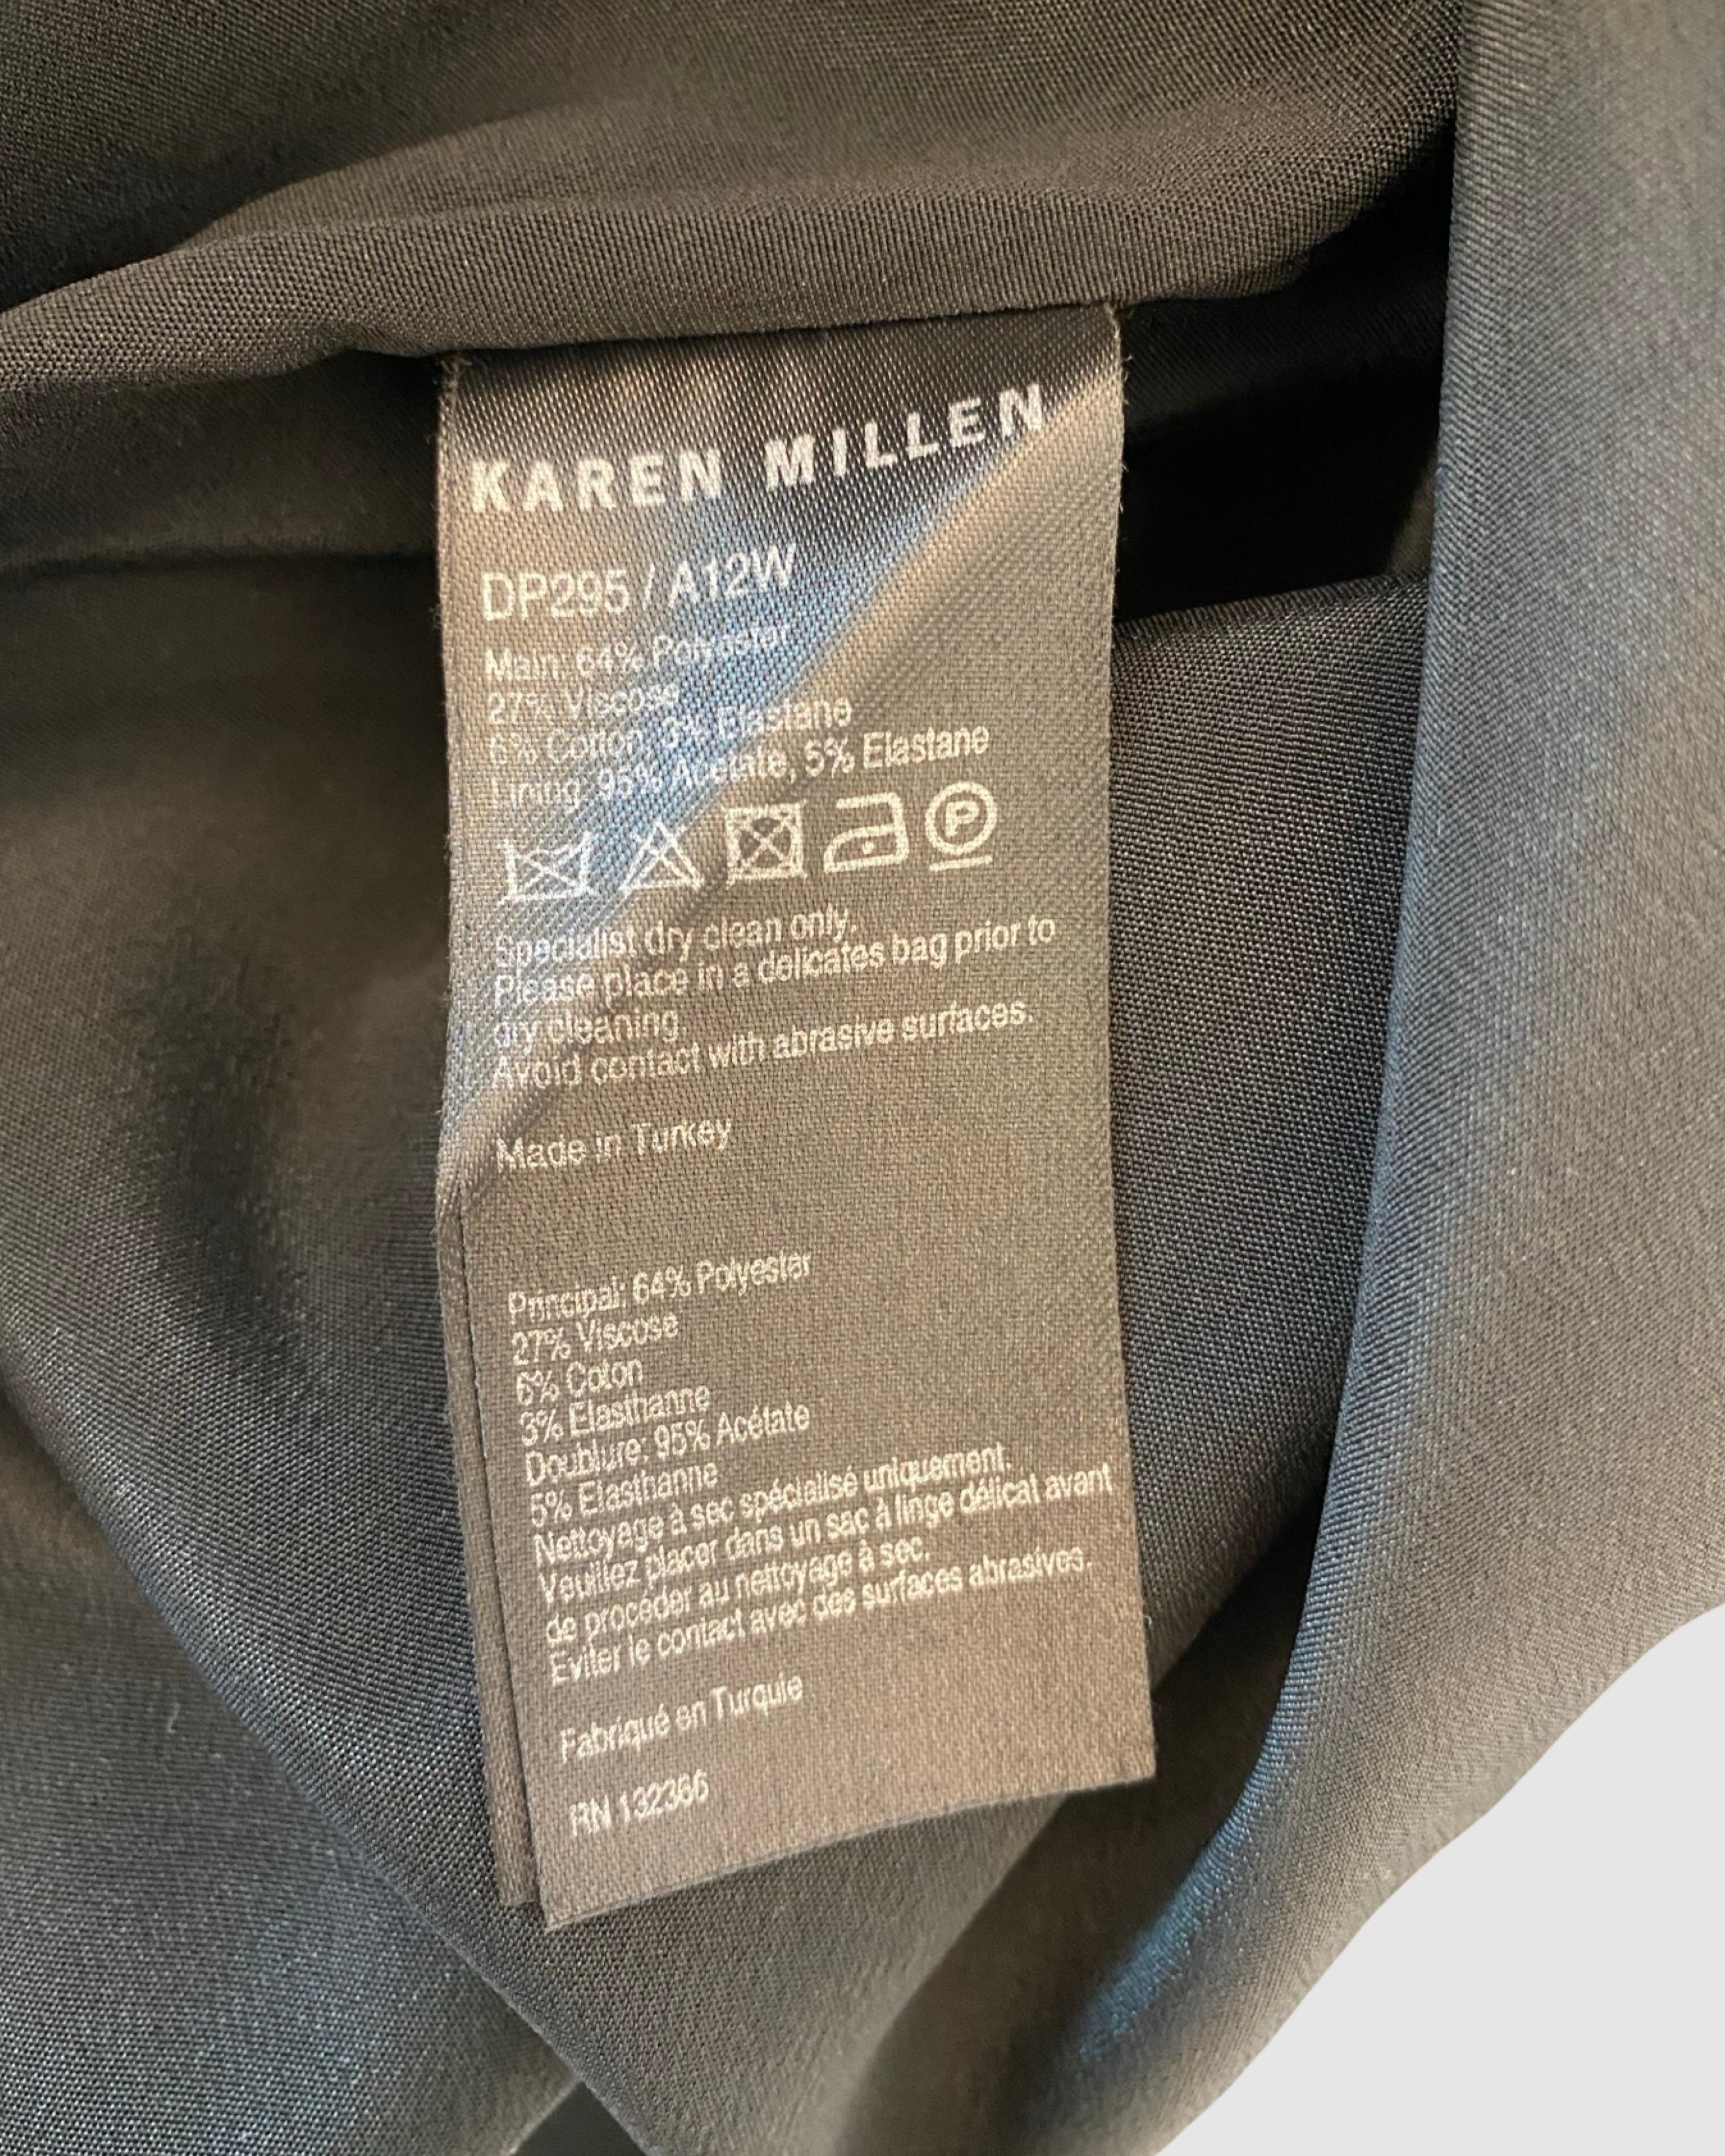 KAREN MILLEN
DP295 / A12W
Main: 64% Polyester
27% Viscose
6% Cotton, 3% Elastane
Lining: 95% Acetate, 5% Elastane
P
Specialist dry clean only.
Please place in a delicates bag prior to
dry cleaning.
Avoid contact with abrasive surfaces.
Made in Turkey
Principal: 64% Polyester
27% Viscose
6% Coton
3% Elasthanne
Doublure: 95% Acétate
5% Elasthanne
Nettoyage à sec spécialisé uniquement.
Veuillez placer dans un sac à linge délicat avant
de procéder au nettoyage à sec.
Eviter le contact avec des surfaces abrasives.
Fabriqué en Turquie
RN 132366